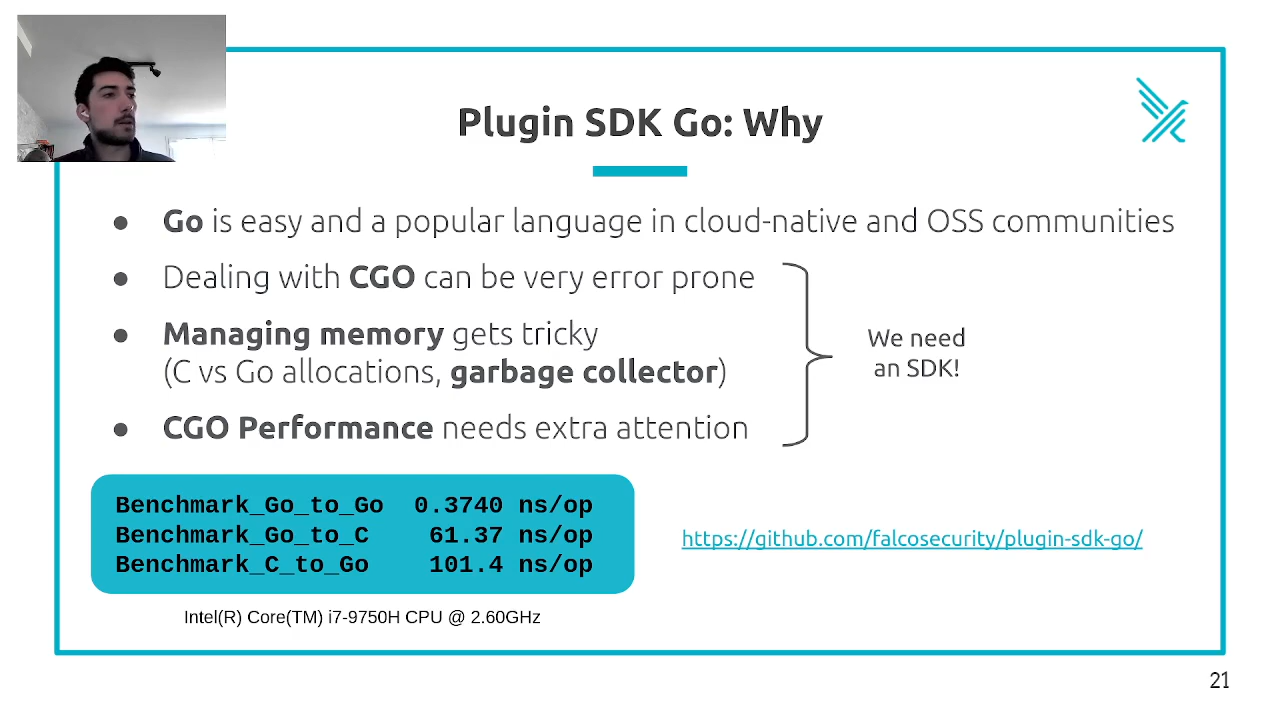 Plugin SDK Go: Why
● Go is easy and a popular language in cloud-native and OSS communities
● Dealing with CGO can be very error prone
● Managing memory gets tricky
(C vs Go allocations, garbage collector)
● CGO Performance needs extra attention
We need
an SDK!
Benchmark_Go_to_Go 0.3740 ns/op
Benchmark_Go_to_C 61.37 ns/op
Benchmark_C_to_Go 101.4 ns/op
https://github.com/falcosecurity/plugin-sdk-go/
Intel(R) Core(TM) i7-9750H CPU @ 2.60GHz
21